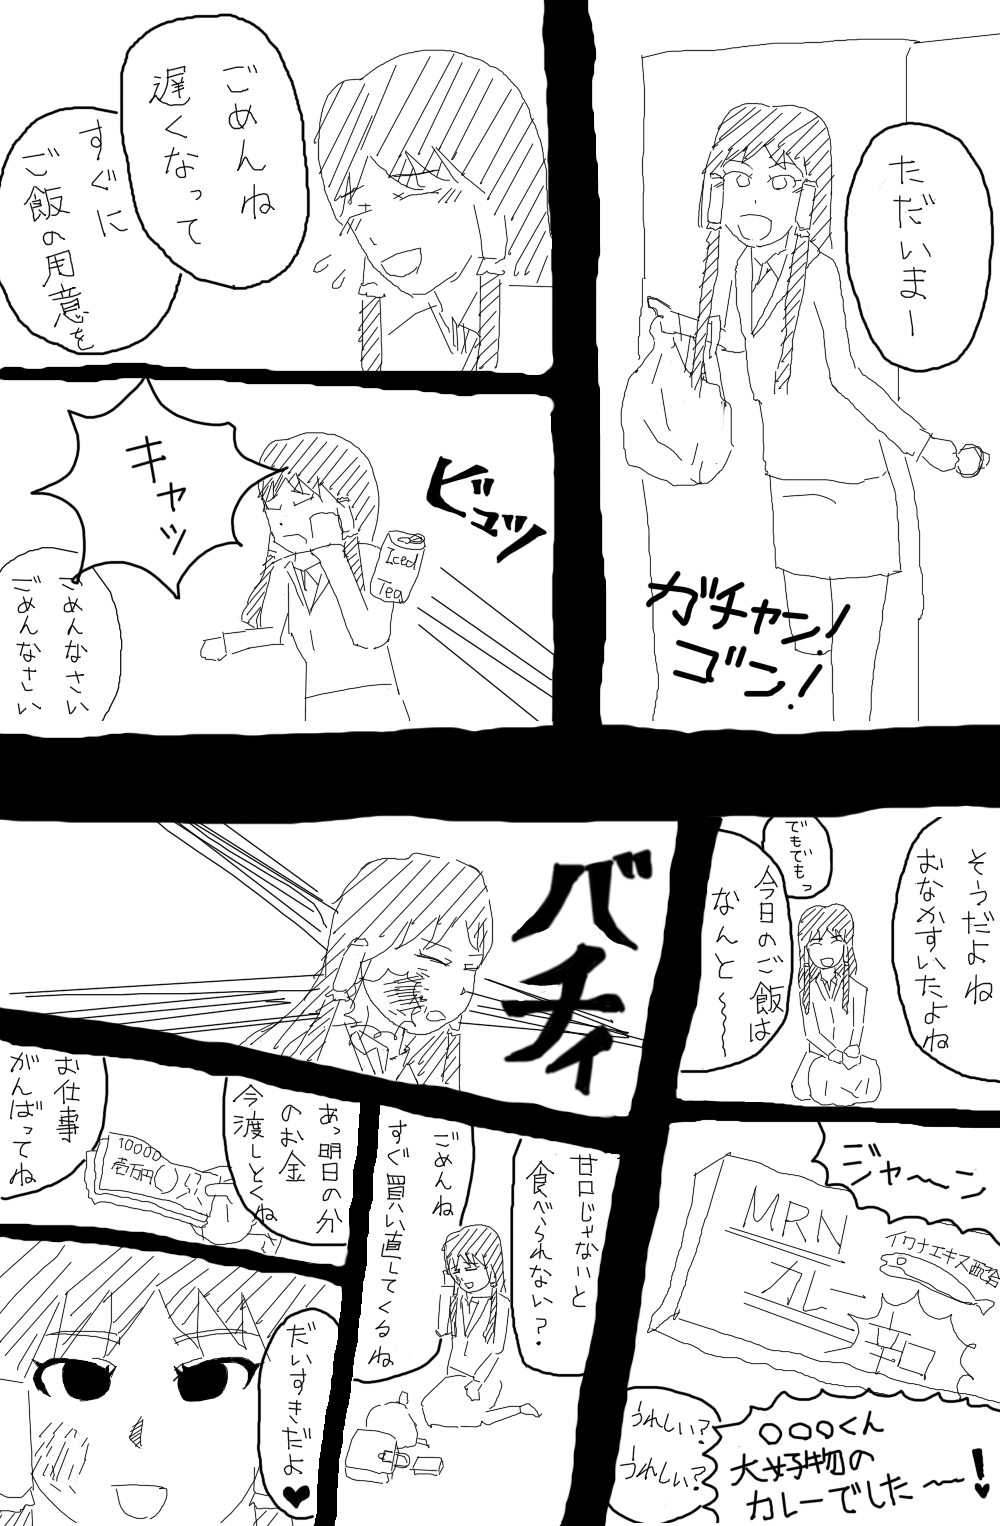 ただいまー
ガチャン!
ゴン!
ごめんね
遅くなって
すぐに
ご飯の用意を
ビュッ
Iced
Tea
キャッ
ごめんなさい
ごめんなさい
そうだよね
おなかすいたよね
でもでもっ
今日のご飯は
なんと~~
ジャ~~ン
MRN
カレー
イワナエキス配合
辛口
○○○くん
大好物の
カレーでした~!
うれしい?
うれしい?
バチィ
甘口じゃないと
食べられない?
ごめんね
すぐ買い直してくるね
あっ明日の分
のお金
今渡しとくね
10000
壱万円
お仕事
がんばってね
だいすきだよ
♥